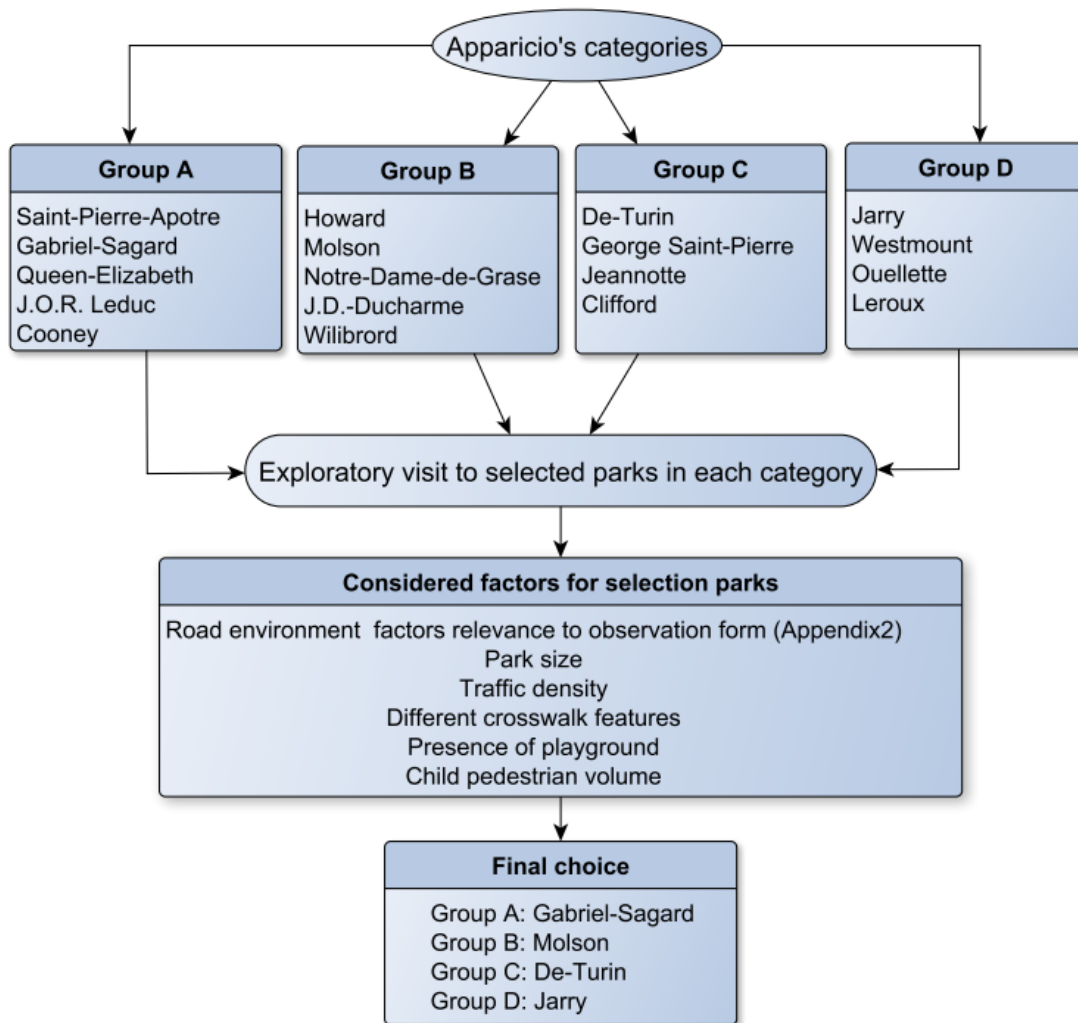 Apparicio's categories
Group A
Saint-Pierre-Apotre
Gabriel-Sagard
Queen-Elizabeth
J.O.R. Leduc
Cooney
Group B
Howard
Molson
Notre-Dame-de-Grase
J.D.-Ducharme
Wilibrord
Group C
De-Turin
George Saint-Pierre
Jeannotte
Clifford
Group D
Jarry
Westmount
Ouellette
Leroux
Exploratory visit to selected parks in each category
Considered factors for selection parks
Road environment factors relevance to observation form (Appendix2)
Park size
Traffic density
Different crosswalk features
Presence of playground
Child pedestrian volume
Final choice
Group A: Gabriel-Sagard
Group B: Molson
Group C: De-Turin
Group D: Jarry